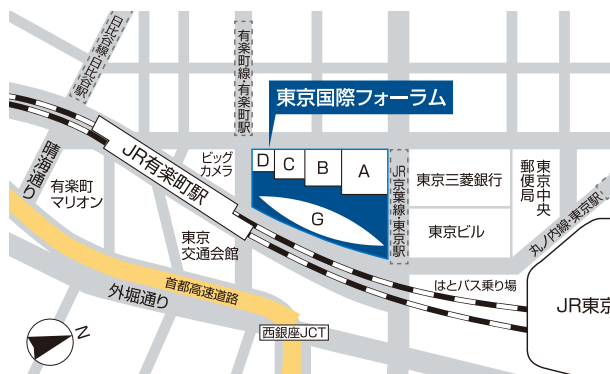 日比谷線・日比谷駅
有楽町線・有楽町駅
東京国際フォーラム
晴海通り
JR有楽町駅
ビッグ
カメラ
D
C
B
A
G
JR京葉線・東京駅
東京三菱銀行
東京中央
郵便局
有楽町
マリオン
東京
交通会館
東京ビル
丸ノ内線・東京駅
はとバス乗り場
首都高速道路
外堀通り
JR東京
西銀座JCT
N